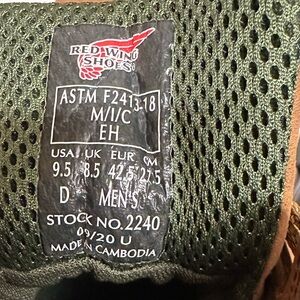 RED WING
SHOES
ASTM F2413-18
M/I/C
EH
USA UK EUR CM
9.5 8.5 42.5 27.5
D MEN'S
STOCK NO. 2240
09/20 U
MADE IN CAMBODIA